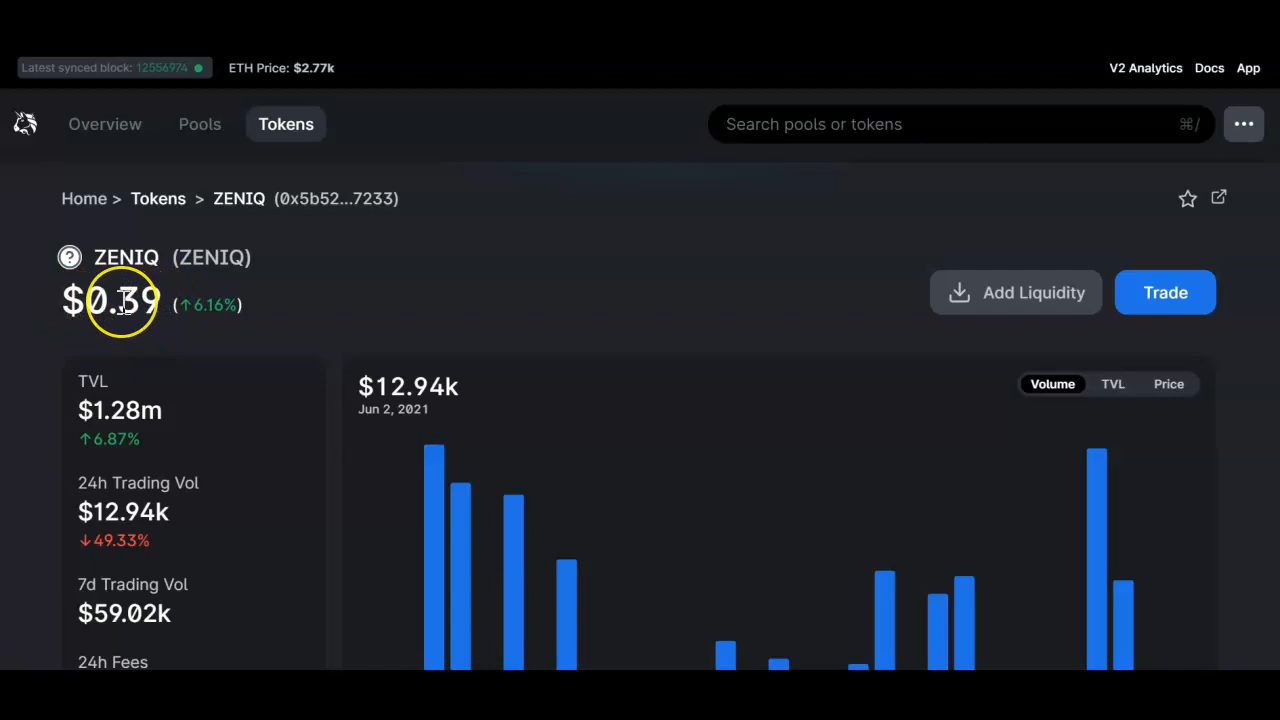 Latest synced block: 12556974 ETH Price: $2.77k V2 Analytics Docs App
Overview Pools Tokens Search pools or tokens ⌘/ •••
Home > Tokens > ZENIQ (0x5b52...7233)
? ZENIQ (ZENIQ)
$0.39 (↑6.16%) Add Liquidity Trade
TVL
$1.28m
↑6.87%
24h Trading Vol
$12.94k
↓49.33%
7d Trading Vol
$59.02k
24h Fees
$12.94k
Jun 2, 2021
Volume TVL Price